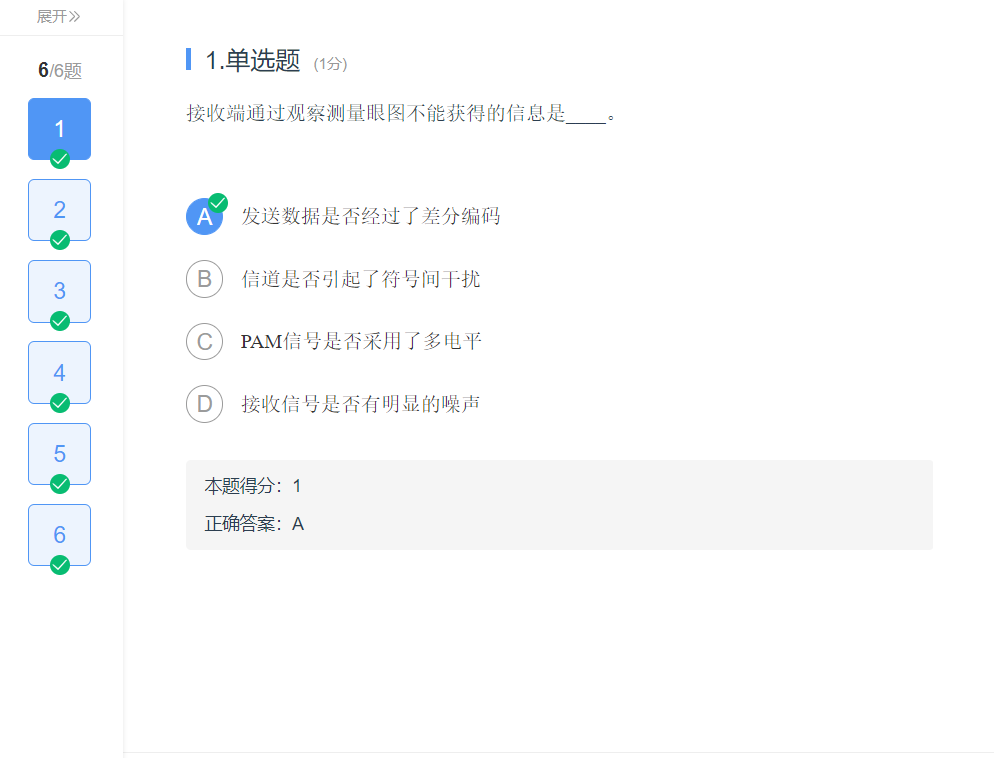 展开>>
6/6题
1
2
3
4
5
6
1.单选题 (1分)
接收端通过观察测量眼图不能获得的信息是____。
A 发送数据是否经过了差分编码
B 信道是否引起了符号间干扰
C PAM信号是否采用了多电平
D 接收信号是否有明显的噪声
本题得分：1
正确答案：A